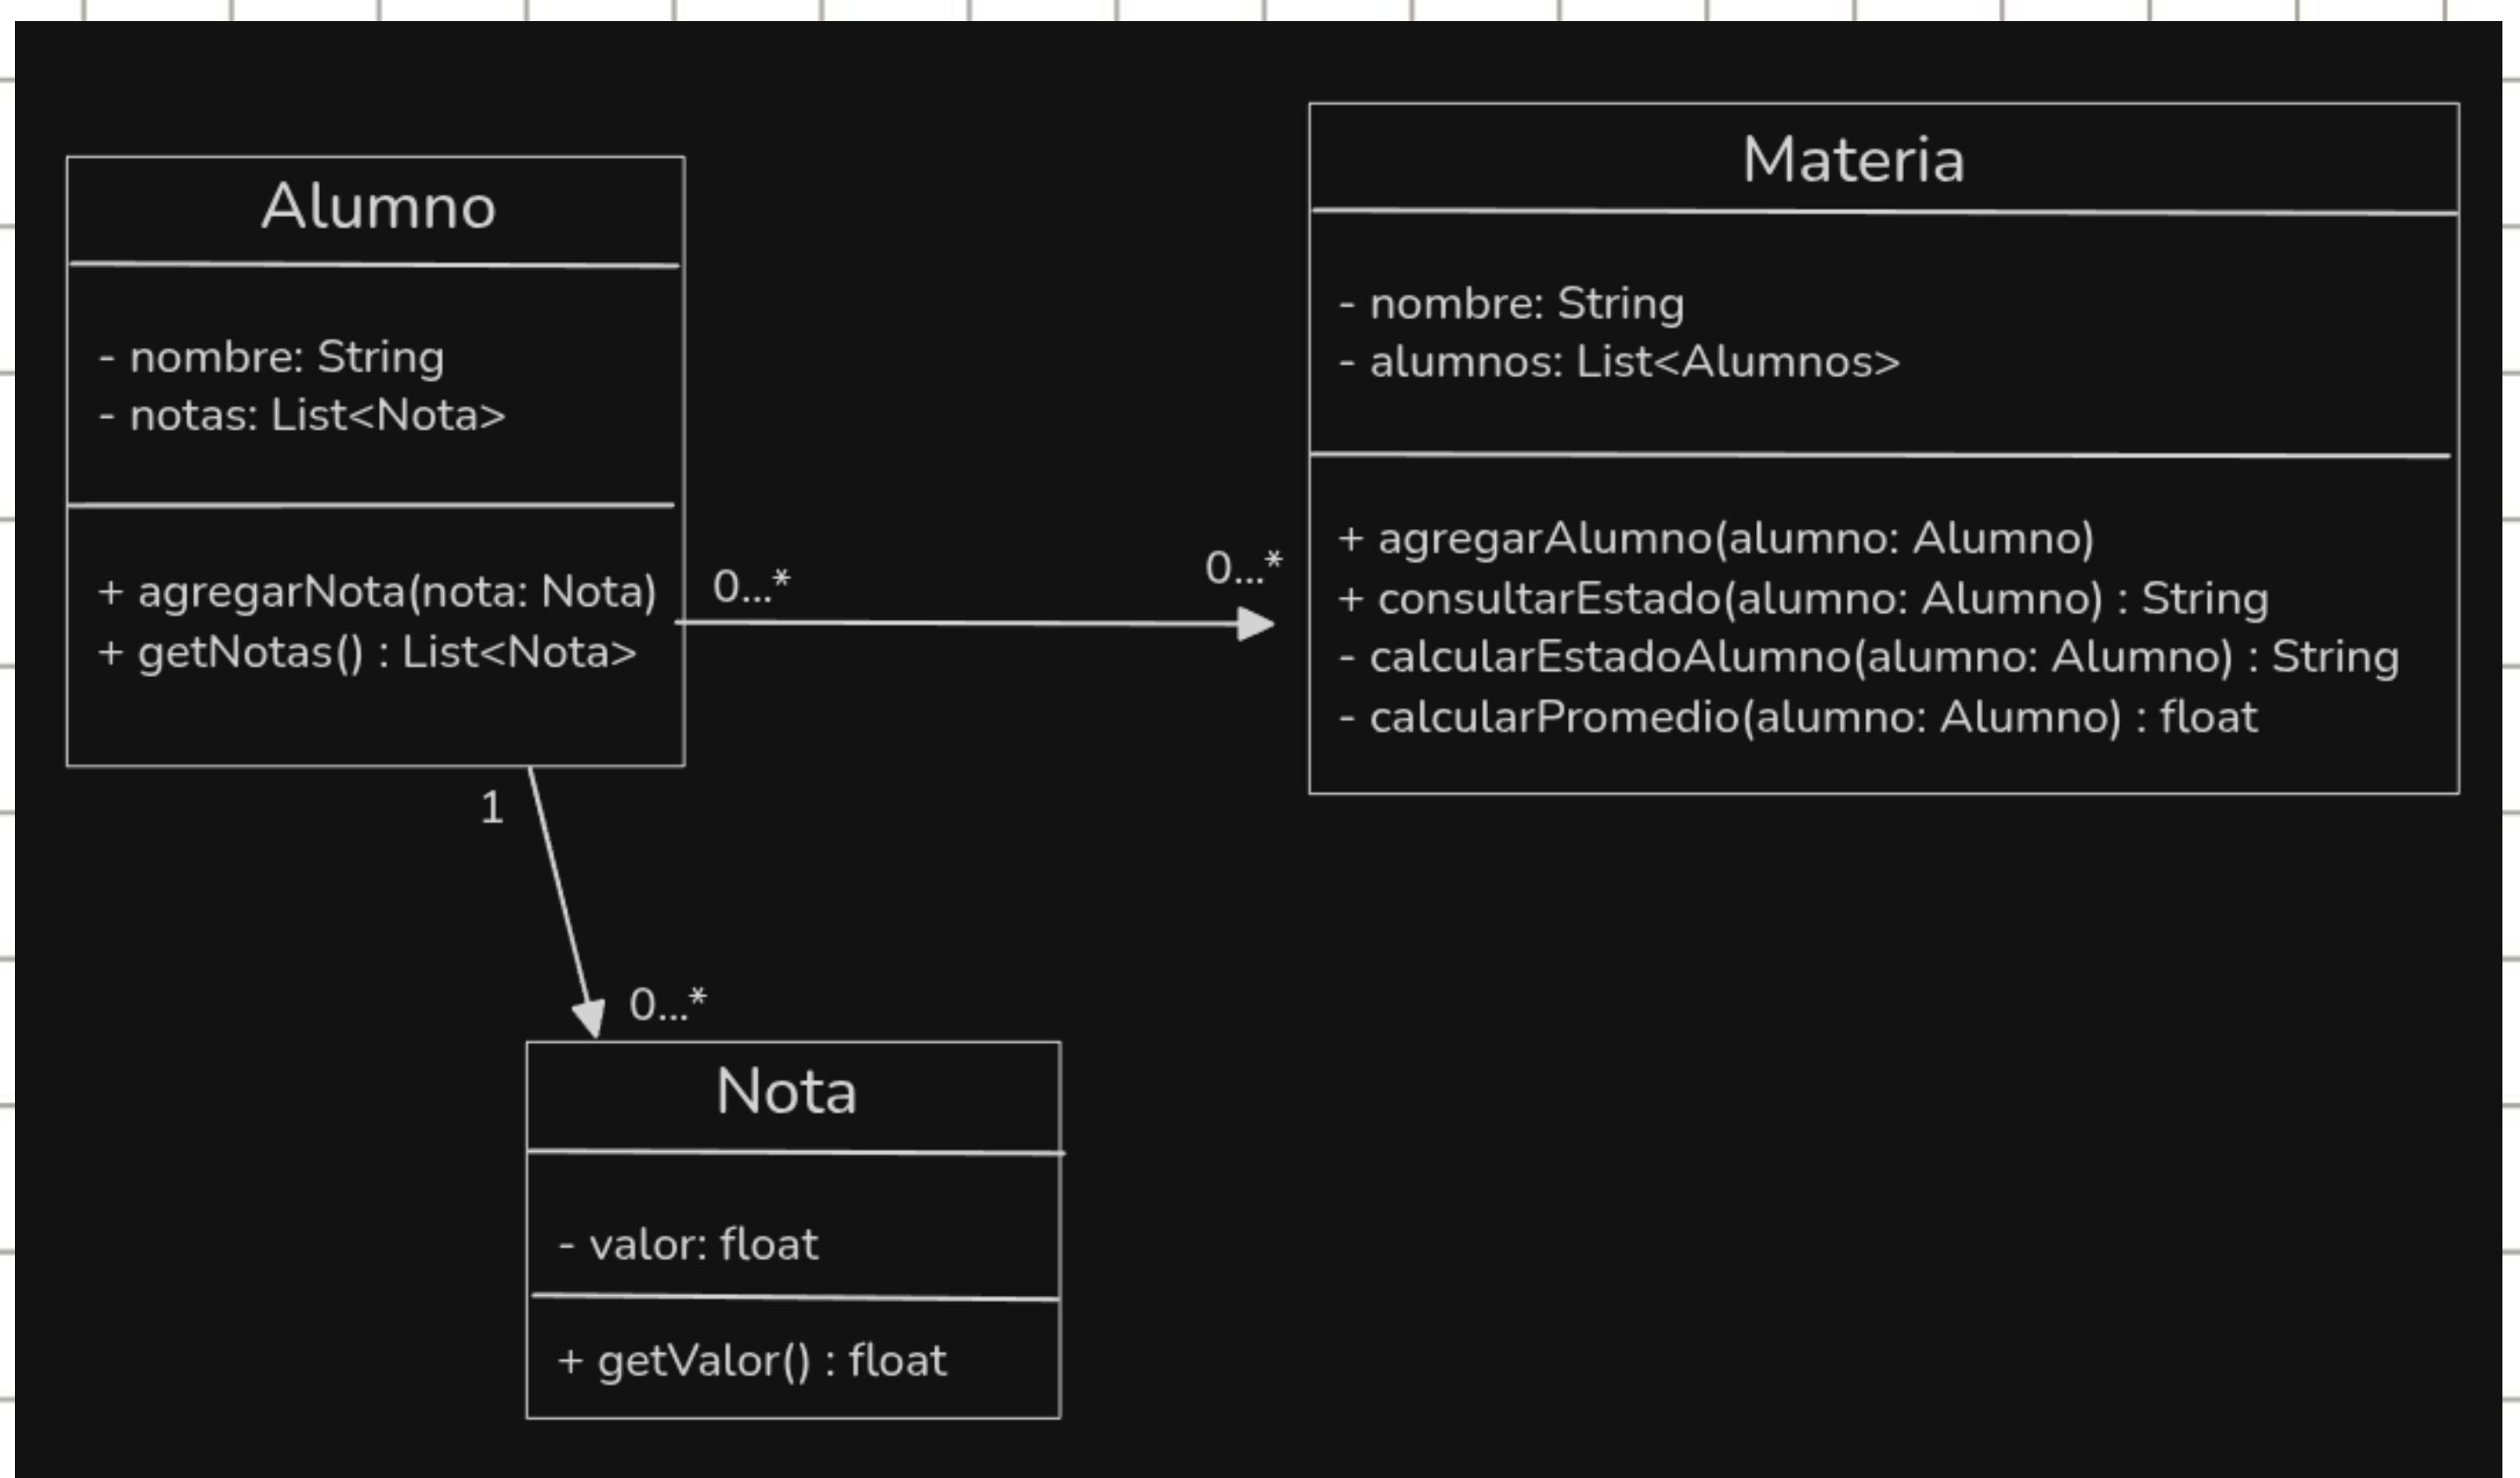 Alumno
- nombre: String
- notas: List<Nota>
+ agregarNota(nota: Nota)
+ getNotas() : List<Nota>
0...*
0...*
Materia
- nombre: String
- alumnos: List<Alumnos>
+ agregarAlumno(alumno: Alumno)
+ consultarEstado(alumno: Alumno) : String
- calcularEstadoAlumno(alumno: Alumno) : String
- calcularPromedio(alumno: Alumno) : float
1
0...*
Nota
- valor: float
+ getValor() : float